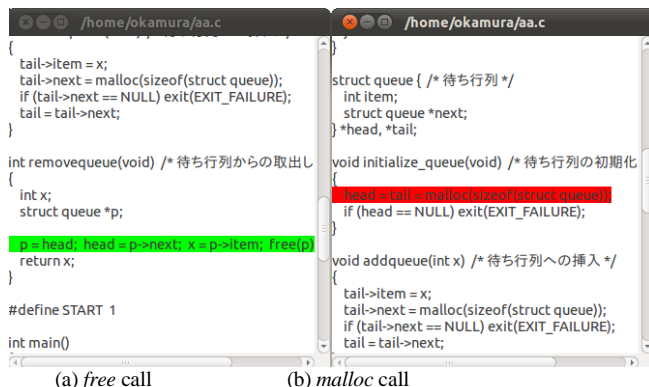 /home/okamura/aa.c
{
tail->item = x;
tail->next = malloc(sizeof(struct queue));
if (tail->next == NULL) exit(EXIT_FAILURE);
tail = tail->next;
}
int removequeue(void) /* 待ち行列からの取出し
{
int x;
struct queue *p;
p = head; head = p->next; x = p->item; free(p)
return x;
}
#define START 1
int main()
(a) free call
/home/okamura/aa.c
}
struct queue { /* 待ち行列 */
int item;
struct queue *next;
} *head, *tail;
void initialize_queue(void) /* 待ち行列の初期化
{
head = tail = malloc(sizeof(struct queue));
if (head == NULL) exit(EXIT_FAILURE);
}
void addqueue(int x) /* 待ち行列への挿入 */
{
tail->item = x;
tail->next = malloc(sizeof(struct queue));
if (tail->next == NULL) exit(EXIT_FAILURE);
tail = tail->next;
(b) malloc call